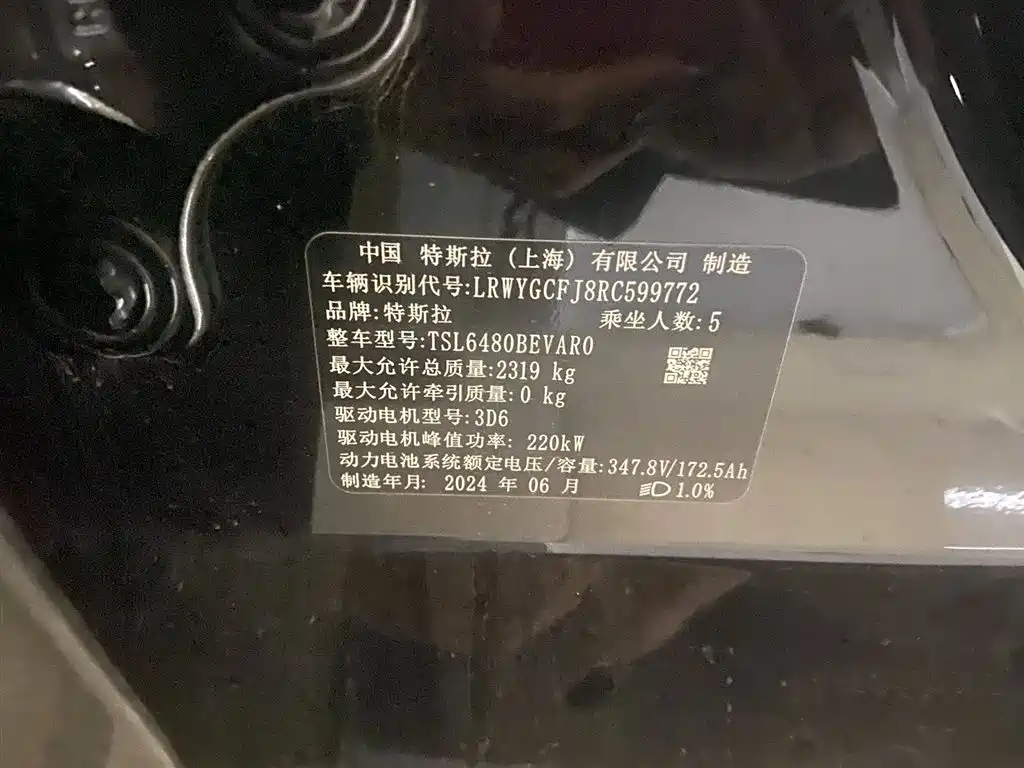 中国 特斯拉（上海）有限公司 制造
车辆识别代号:LRWYGCFJ8RC599772
品牌:特斯拉 乘坐人数:5
整车型号:TSL6480BEVAR0
最大允许总质量:2319 kg
最大允许牵引质量:0 kg
驱动电机型号:3D6
驱动电机峰值功率: 220kW
动力电池系统额定电压/容量:347.8V/172.5Ah
制造年月: 2024 年 06 月 1.0%